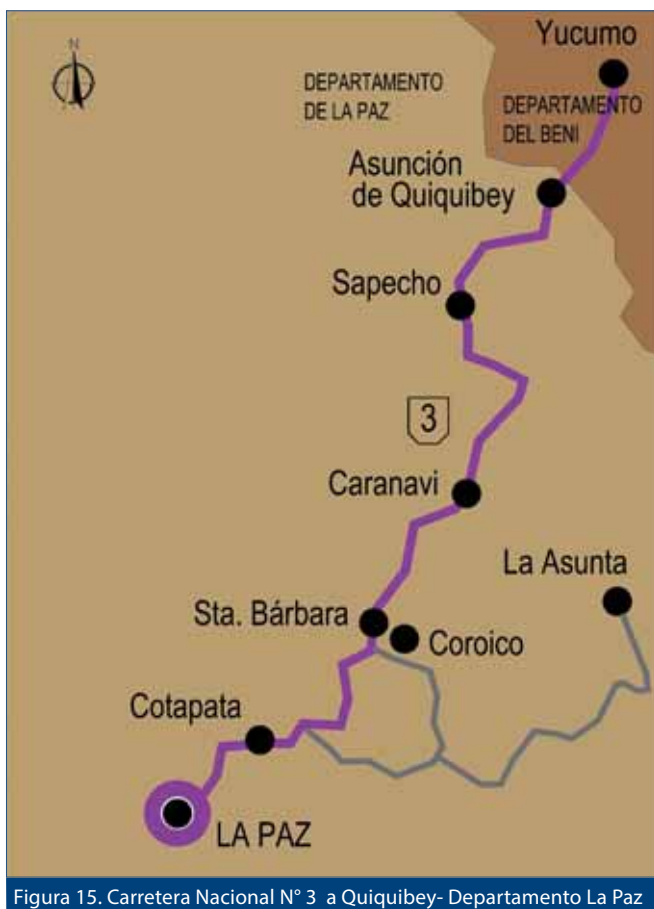 Yucumo
N
DEPARTAMENTO
DE LA PAZ
DEPARTAMENTO
DEL BENI
Asunción
de Quiquibey
Sapecho
3
Caranavi
La Asunta
Sta. Bárbara
Coroico
Cotapata
LA PAZ
Figura 15. Carretera Nacional N° 3 a Quiquibey- Departamento La Paz